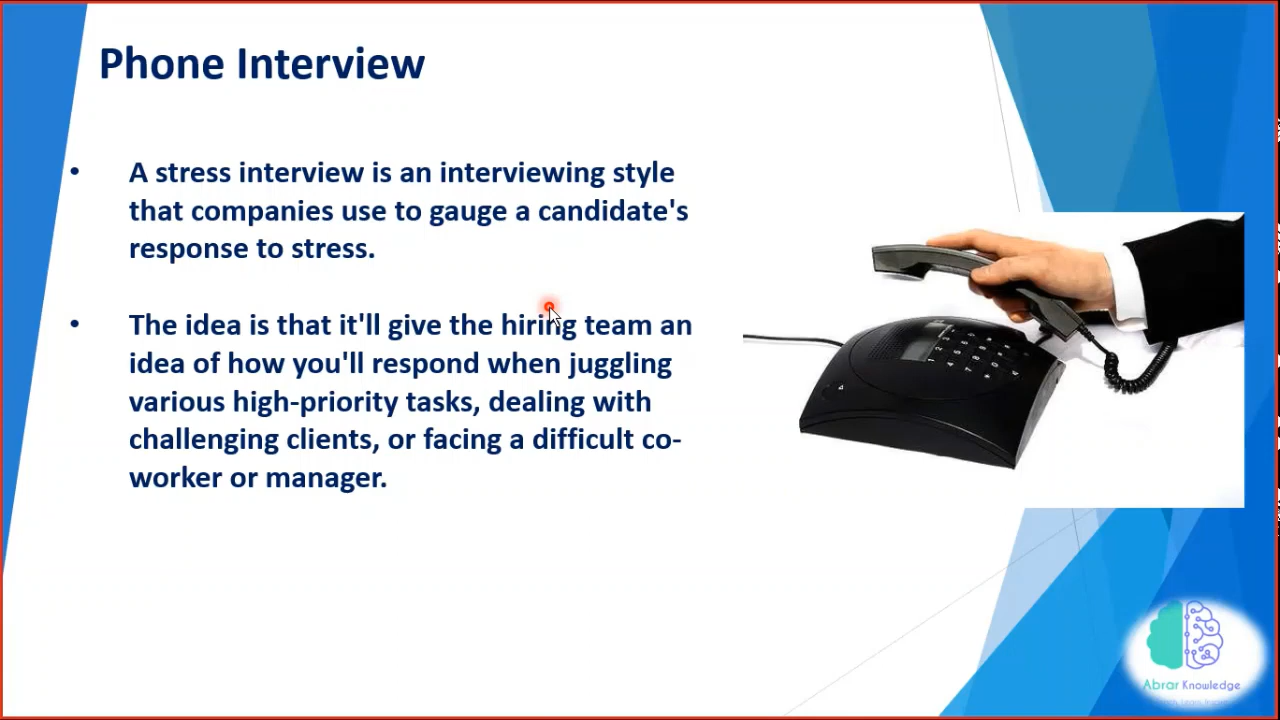 Phone Interview
• A stress interview is an interviewing style
that companies use to gauge a candidate's
response to stress.
• The idea is that it'll give the hiring team an
idea of how you'll respond when juggling
various high-priority tasks, dealing with
challenging clients, or facing a difficult co-
worker or manager.
Abrar Knowledge